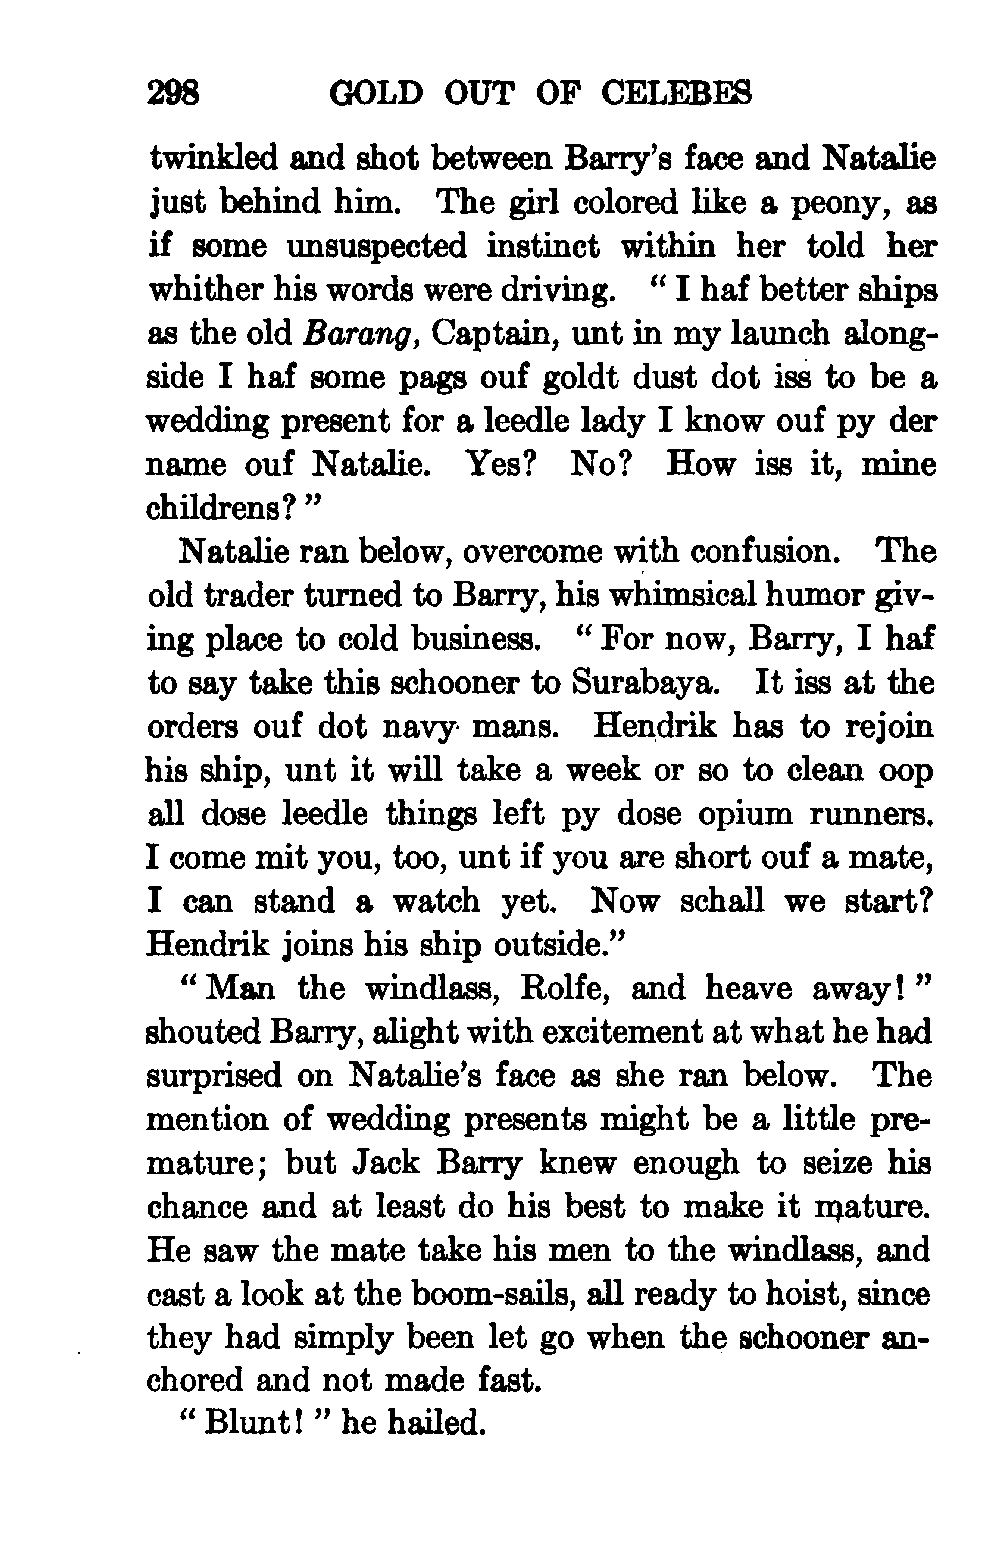 298 GOLD OUT OF CELEBES
twinkled and shot between Barry's face and Natalie
just behind him. The girl colored like a peony, as
if some unsuspected instinct within her told her
whither his words were driving. “ I haf better ships
as the old Barang, Captain, unt in my launch along-
side I haf some pags ouf goldt dust dot iss to be a
wedding present for a leedle lady I know ouf py der
name ouf Natalie. Yes? No? How iss it, mine
childrens? ”
Natalie ran below, overcome with confusion. The
old trader turned to Barry, his whimsical humor giv-
ing place to cold business. “ For now, Barry, I haf
to say take this schooner to Surabaya. It iss at the
orders ouf dot navy mans. Hendrik has to rejoin
his ship, unt it will take a week or so to clean oop
all dose leedle things left py dose opium runners.
I come mit you, too, unt if you are short ouf a mate,
I can stand a watch yet. Now schall we start?
Hendrik joins his ship outside.”
“ Man the windlass, Rolfe, and heave away! ”
shouted Barry, alight with excitement at what he had
surprised on Natalie's face as she ran below. The
mention of wedding presents might be a little pre-
mature; but Jack Barry knew enough to seize his
chance and at least do his best to make it mature.
He saw the mate take his men to the windlass, and
cast a look at the boom-sails, all ready to hoist, since
they had simply been let go when the schooner an-
chored and not made fast.
“ Blunt! ” he hailed.